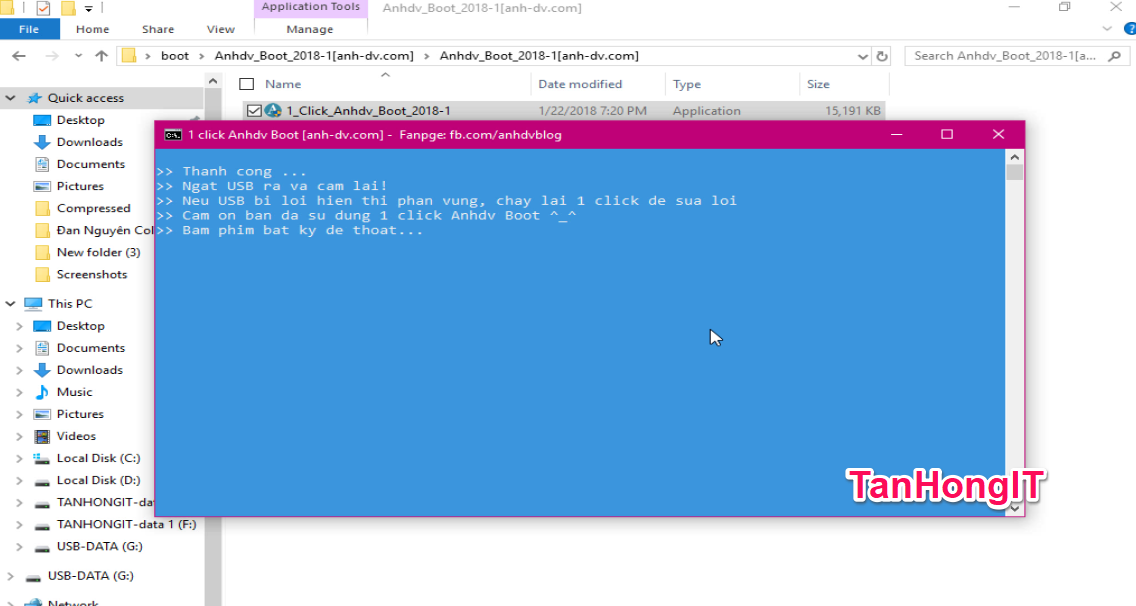 Application Tools
Anhdv_Boot_2018-1[anh-dv.com]
File
Home
Share
View
Manage
boot
Anhdv_Boot_2018-1[anh-dv.com]
Anhdv_Boot_2018-1[anh-dv.com]
Search Anhdv_Boot_2018-1[a...
Name
Date modified
Type
Size
1_Click_Anhdv_Boot_2018-1
1/22/2018 7:20 PM
Application
15,191 KB
Quick access
Desktop
Downloads
Documents
Pictures
Compressed
Đan Nguyên Col
New folder (3)
Screenshots
This PC
Desktop
Documents
Downloads
Music
Pictures
Videos
Local Disk (C:)
Local Disk (D:)
TANHONGIT-dat
TANHONGIT-data 1 (F:)
USB-DATA (G:)
USB-DATA (G:)
Network
1 click Anhdv Boot [anh-dv.com] - Fanpge: fb.com/anhdvblog
>> Thanh cong ...
>> Ngat USB ra va cam lai!
>> Neu USB bi loi hien thi phan vung, chay lai 1 click de sua loi
>> Cam on ban da su dung 1 click Anhdv Boot ^_^
>> Bam phim bat ky de thoat...
TanHongIT